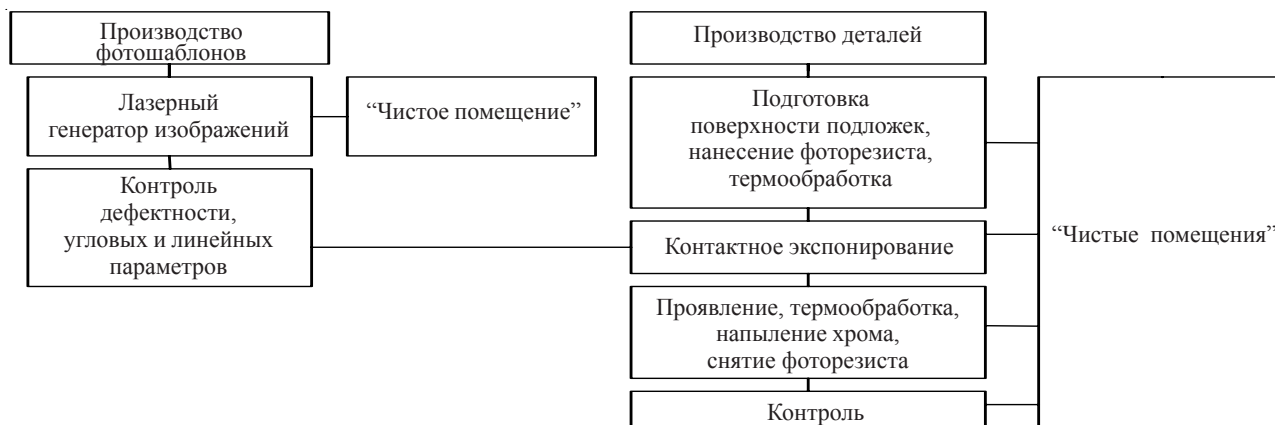 Производство
фотошаблонов
Лазерный
генератор изображений
“Чистое помещение”
Контроль
дефектности,
угловых и линейных
параметров
Производство деталей
Подготовка
поверхности подложек,
нанесение фоторезиста,
термообработка
Контактное экспонирование
Проявление, термообработка,
напыление хрома,
снятие фоторезиста
Контроль
“Чистые помещения”